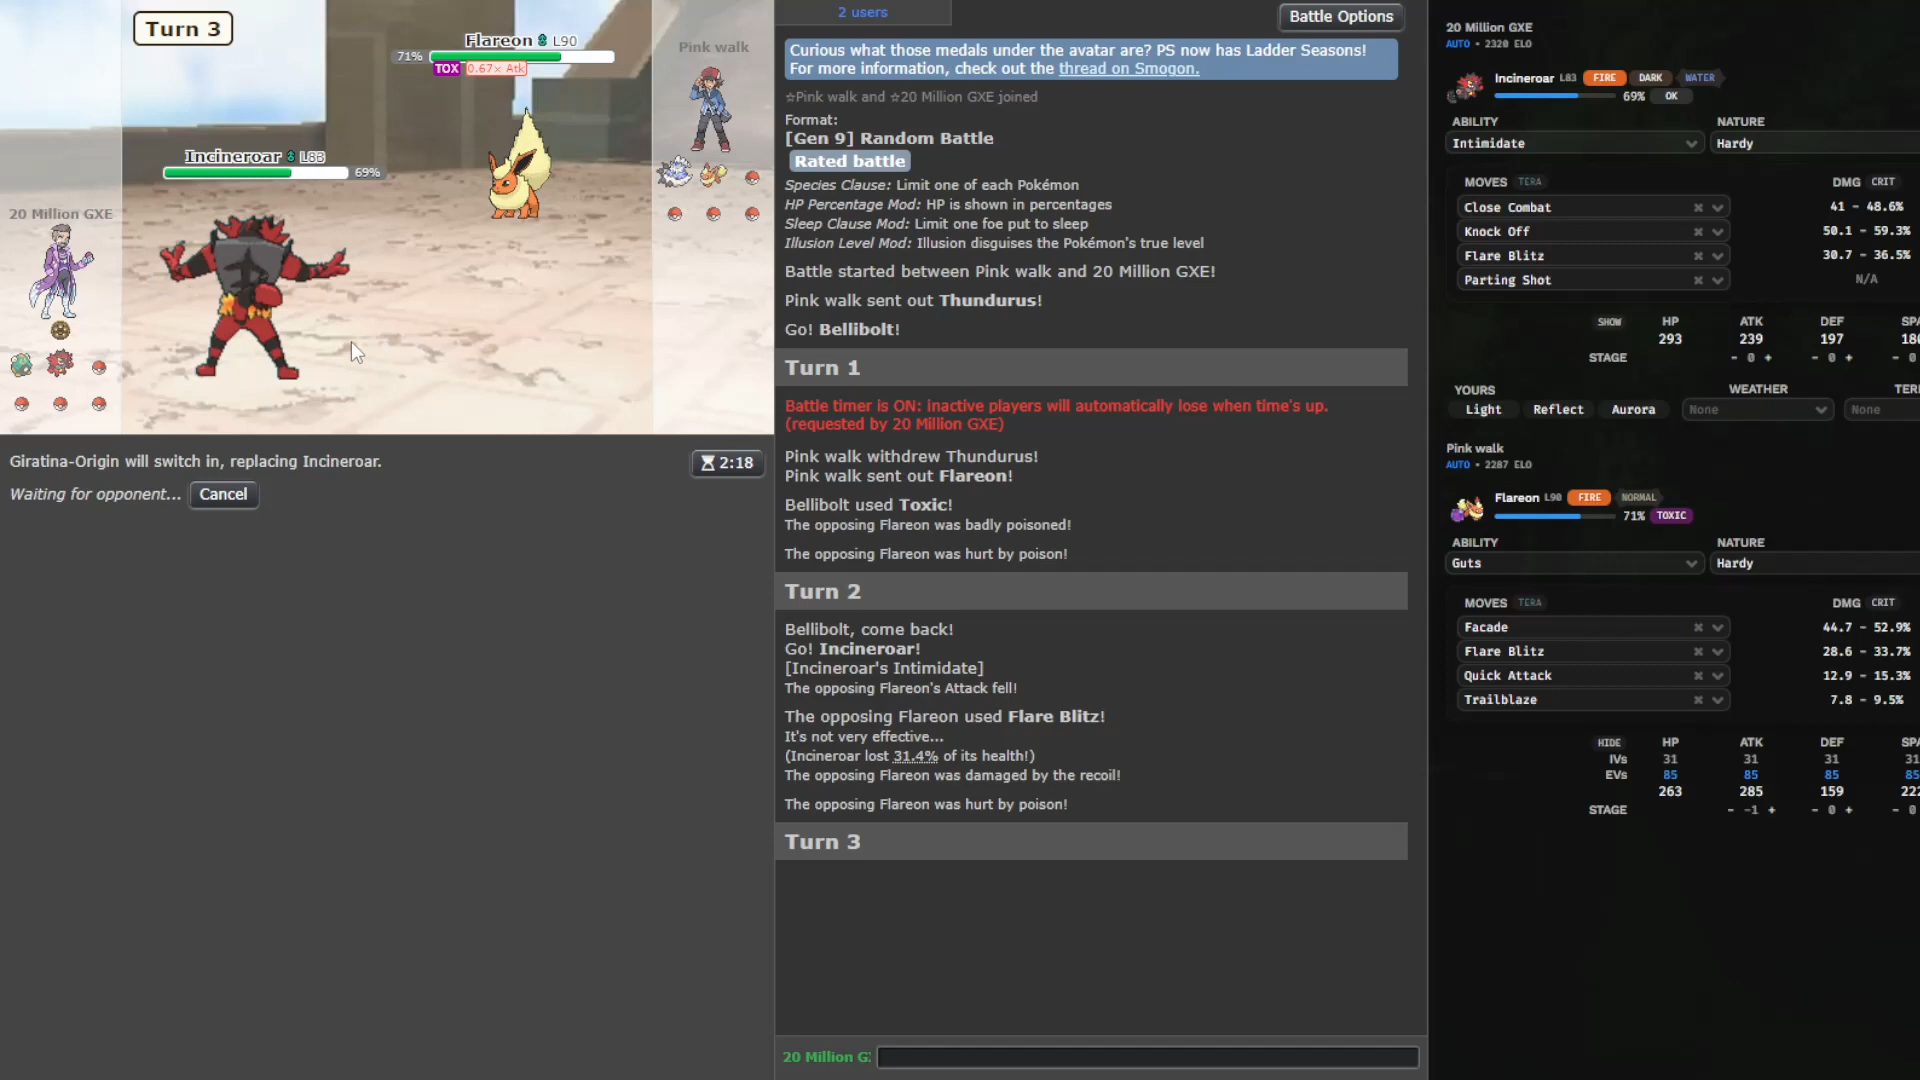 Turn 3
Flareon L90
71%
TOX 0.67× Atk
Incineroar L83
69%
20 Million GXE
Pink walk
Giratina-Origin will switch in, replacing Incineroar.
2:18
Waiting for opponent... Cancel
2 users
Battle Options
Curious what those medals under the avatar are? PS now has Ladder Seasons!
For more information, check out the thread on Smogon.
☆Pink walk and ☆20 Million GXE joined
Format:
[Gen 9] Random Battle
Rated battle
Species Clause: Limit one of each Pokémon
HP Percentage Mod: HP is shown in percentages
Sleep Clause Mod: Limit one foe put to sleep
Illusion Level Mod: Illusion disguises the Pokémon's true level
Battle started between Pink walk and 20 Million GXE!
Pink walk sent out Thundurus!
Go! Bellibolt!
Turn 1
Battle timer is ON: inactive players will automatically lose when time's up.
(requested by 20 Million GXE)
Pink walk withdrew Thundurus!
Pink walk sent out Flareon!
Bellibolt used Toxic!
The opposing Flareon was badly poisoned!
The opposing Flareon was hurt by poison!
Turn 2
Bellibolt, come back!
Go! Incineroar!
[Incineroar's Intimidate]
The opposing Flareon's Attack fell!
The opposing Flareon used Flare Blitz!
It's not very effective...
(Incineroar lost 31.4% of its health!)
The opposing Flareon was damaged by the recoil!
The opposing Flareon was hurt by poison!
Turn 3
20 Million G
20 Million GXE
AUTO • 2320 ELO
Incineroar L83 FIRE DARK WATER
69% OK
ABILITY NATURE
Intimidate Hardy
MOVES TERA DMG CRIT
Close Combat 41 - 48.6%
Knock Off 50.1 - 59.3%
Flare Blitz 30.7 - 36.5%
Parting Shot N/A
SHOW HP ATK DEF SPA
293 239 197 180
STAGE - 0 + - 0 + - 0
YOURS WEATHER TER
Light Reflect Aurora None None
Pink walk
AUTO • 2287 ELO
Flareon L90 FIRE NORMAL
71% TOXIC
ABILITY NATURE
Guts Hardy
MOVES TERA DMG CRIT
Facade 44.7 - 52.9%
Flare Blitz 28.6 - 33.7%
Quick Attack 12.9 - 15.3%
Trailblaze 7.8 - 9.5%
HIDE HP ATK DEF SPA
IVs 31 31 31 31
EVs 85 85 85 85
263 285 159 222
STAGE - -1 + - 0 + - 0